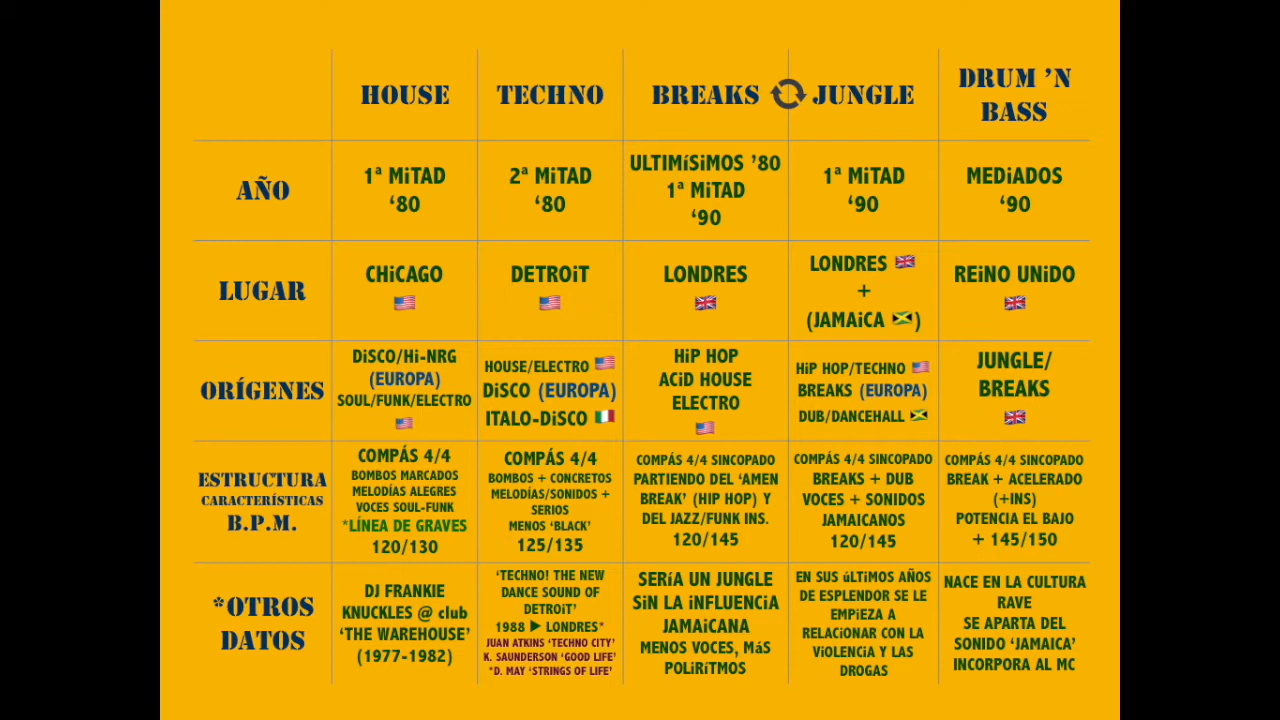 HOUSE
TECHNO
BREAKS
JUNGLE
DRUM 'N
BASS
AÑO
1ª MiTAD
'80
2ª MiTAD
'80
ULTIMíSiMOS '80
1ª MiTAD
'90
1ª MiTAD
'90
MEDiADOS
'90
LUGAR
CHiCAGO
DETROiT
LONDRES
LONDRES
+
(JAMAiCA )
REiNO UNiDO
ORÍGENES
DiSCO/Hi-NRG
(EUROPA)
SOUL/FUNK/ELECTRO
HOUSE/ELECTRO
DiSCO (EUROPA)
ITALO-DiSCO
HiP HOP
ACiD HOUSE
ELECTRO
HiP HOP/TECHNO
BREAKS (EUROPA)
DUB/DANCEHALL
JUNGLE/
BREAKS
ESTRUCTURA
CARACTERÍSTICAS
B.P.M.
COMPÁS 4/4
BOMBOS MARCADOS
MELODÍAS ALEGRES
VOCES SOUL-FUNK
*LÍNEA DE GRAVES
120/130
COMPÁS 4/4
BOMBOS + CONCRETOS
MELODÍAS/SONIDOS +
SERIOS
MENOS 'BLACK'
125/135
COMPÁS 4/4 SINCOPADO
PARTIENDO DEL 'AMEN
BREAK' (HIP HOP) Y
DEL JAZZ/FUNK INS.
120/145
COMPÁS 4/4 SINCOPADO
BREAKS + DUB
VOCES + SONIDOS
JAMAICANOS
120/145
COMPÁS 4/4 SINCOPADO
BREAK + ACELERADO
(+INS)
POTENCIA EL BAJO
+ 145/150
*OTROS
DATOS
DJ FRANKIE
KNUCKLES @ club
'THE WAREHOUSE'
(1977-1982)
'TECHNO! THE NEW
DANCE SOUND OF
DETROiT'
1988 ▶ LONDRES*
JUAN ATKINS 'TECHNO CITY'
K. SAUNDERSON 'GOOD LIFE'
*D. MAY 'STRINGS OF LIFE'
SERíA UN JUNGLE
SiN LA iNFLUENCiA
JAMAiCANA
MENOS VOCES, MáS
POLiRíTMOS
EN SUS úLTiMOS AÑOS
DE ESPLENDOR SE LE
EMPiEZA A
RELACiONAR CON LA
ViOLENCiA Y LAS
DROGAS
NACE EN LA CULTURA
RAVE
SE APARTA DEL
SONIDO 'JAMAICA'
INCORPORA AL MC